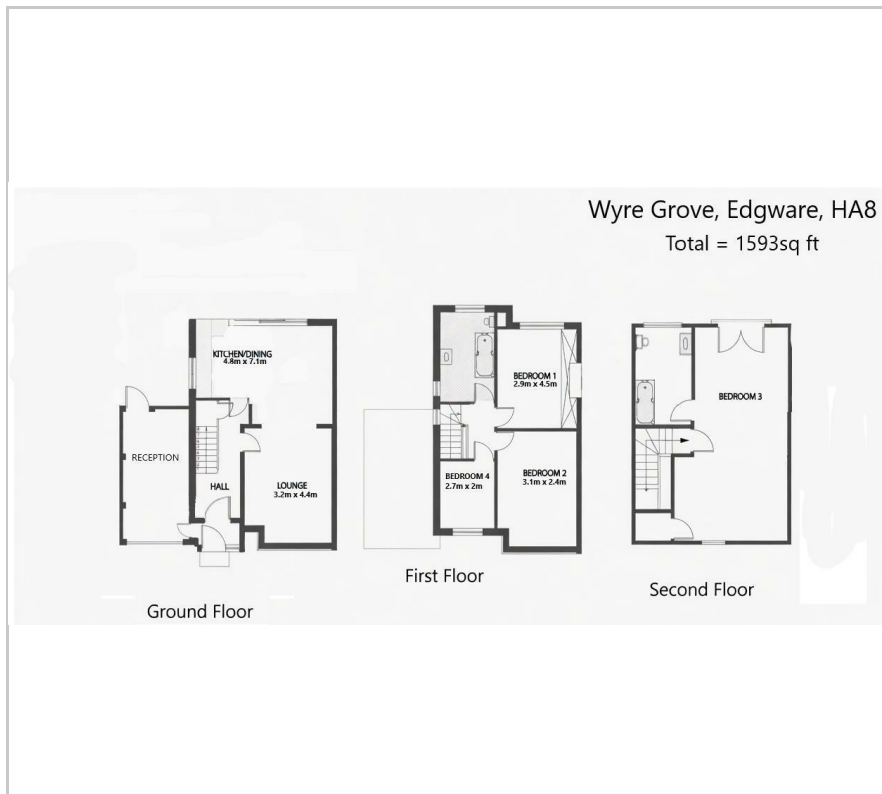 Wyre Grove, Edgware, HA8
Total = 1593sq ft
KITCHEN/DINING
4.8m x 7.1m
RECEPTION
HALL
LOUNGE
3.2m x 4.4m
Ground Floor
BEDROOM 1
2.9m x 4.5m
BEDROOM 4
2.7m x 2m
BEDROOM 2
3.1m x 2.4m
First Floor
BEDROOM 3
Second Floor